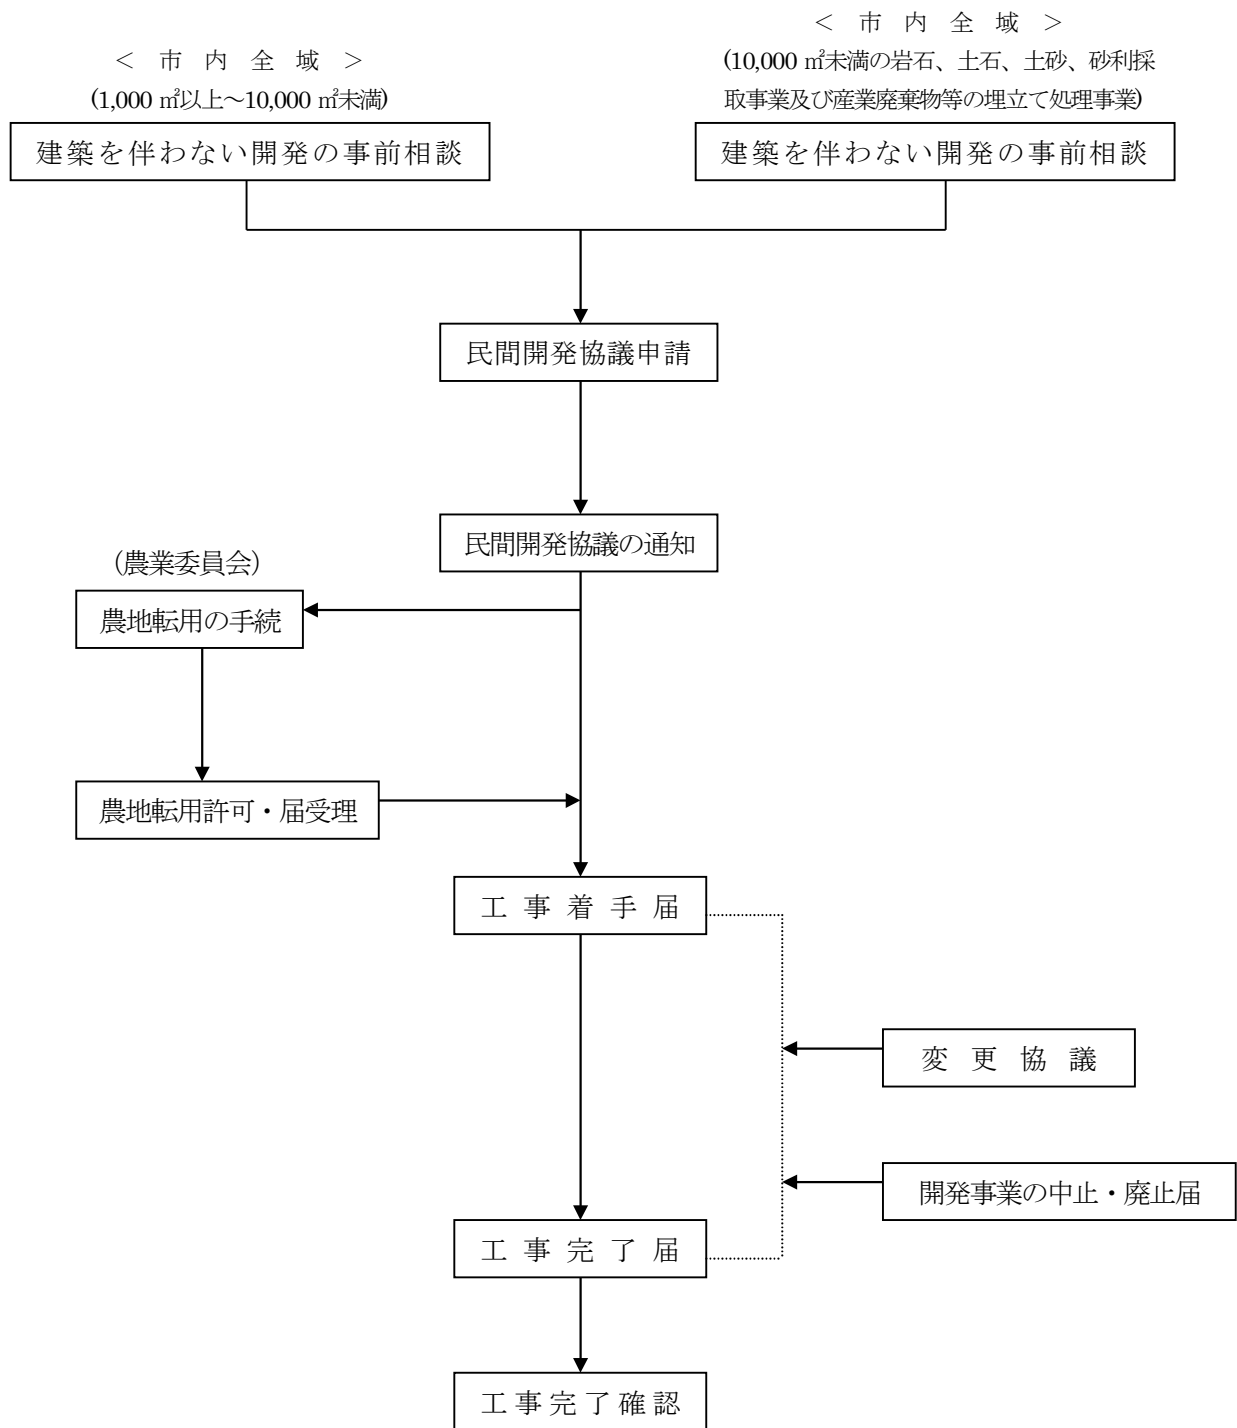 ＜ 市 内 全 域 ＞
(1,000 ㎡以上～10,000 ㎡未満)
建築を伴わない開発の事前相談
＜ 市 内 全 域 ＞
(10,000 ㎡未満の岩石、土石、土砂、砂利採
取事業及び産業廃棄物等の埋立て処理事業)
建築を伴わない開発の事前相談
民間開発協議申請
民間開発協議の通知
(農業委員会)
農地転用の手続
農地転用許可・届受理
工 事 着 手 届
変 更 協 議
開発事業の中止・廃止届
工 事 完 了 届
工事完了確認